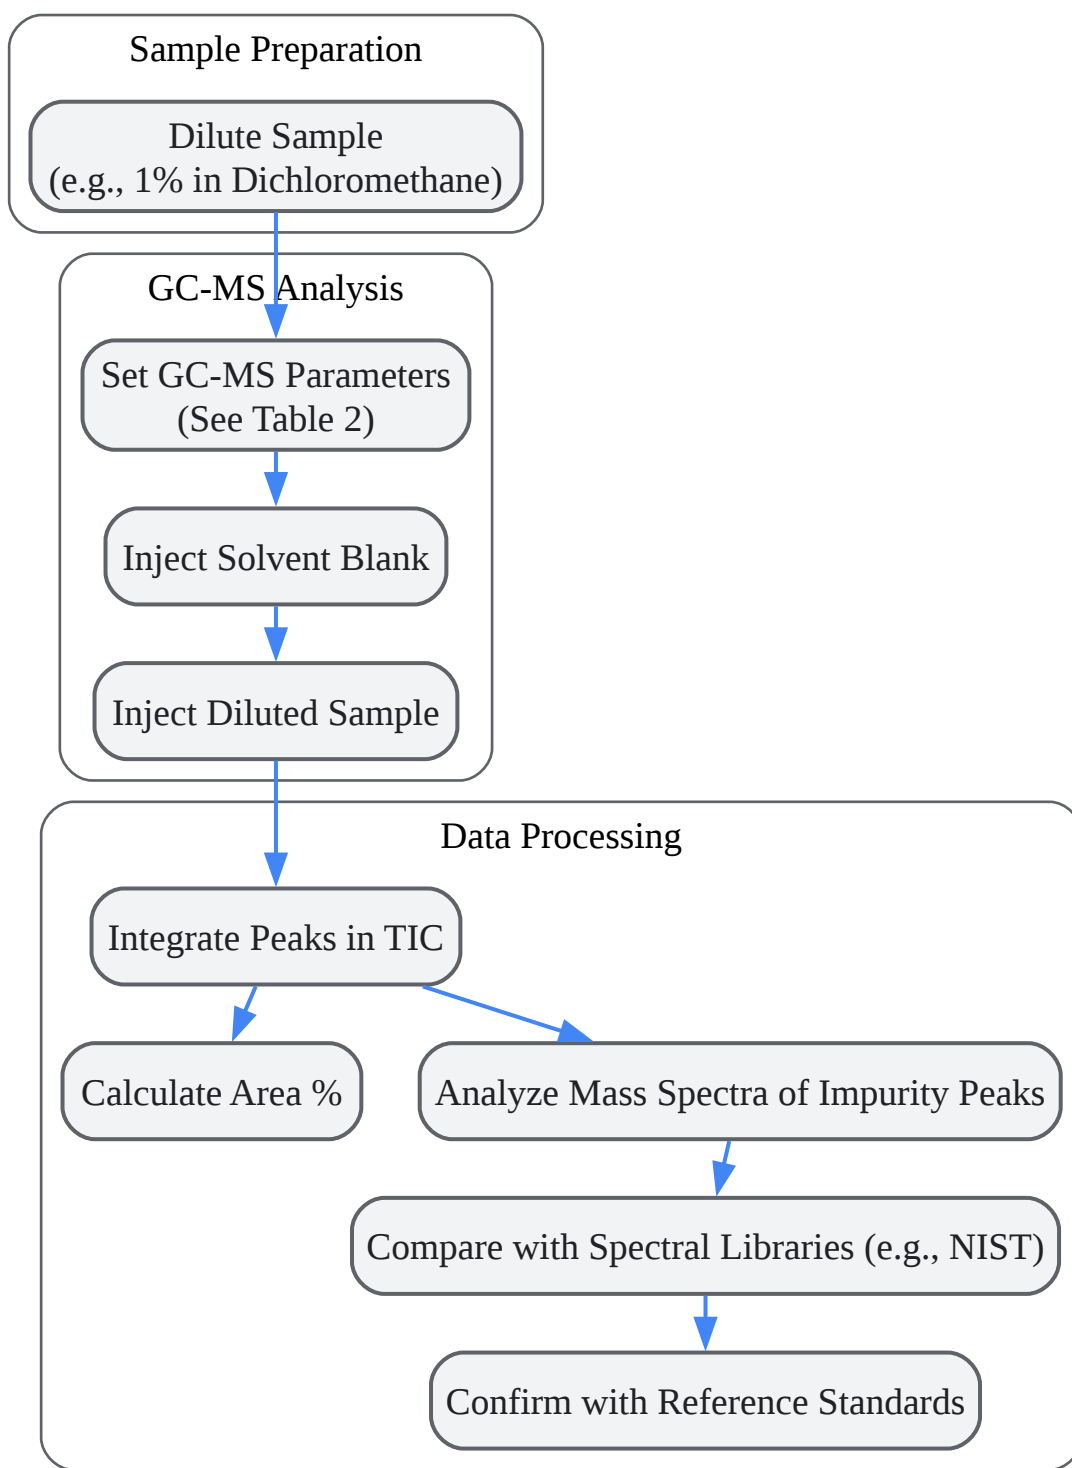 Sample Preparation
Dilute Sample
(e.g., 1% in Dichloromethane)
GC-MS Analysis
Set GC-MS Parameters
(See Table 2)
Inject Solvent Blank
Inject Diluted Sample
Data Processing
Integrate Peaks in TIC
Calculate Area %
Analyze Mass Spectra of Impurity Peaks
Compare with Spectral Libraries (e.g., NIST)
Confirm with Reference Standards